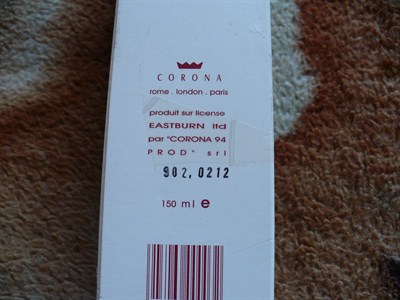 CORONA
rome . london . paris
produit sur license
EASTBURN ltd
par "CORONA 94
PROD" srl
902,0212
150 ml e